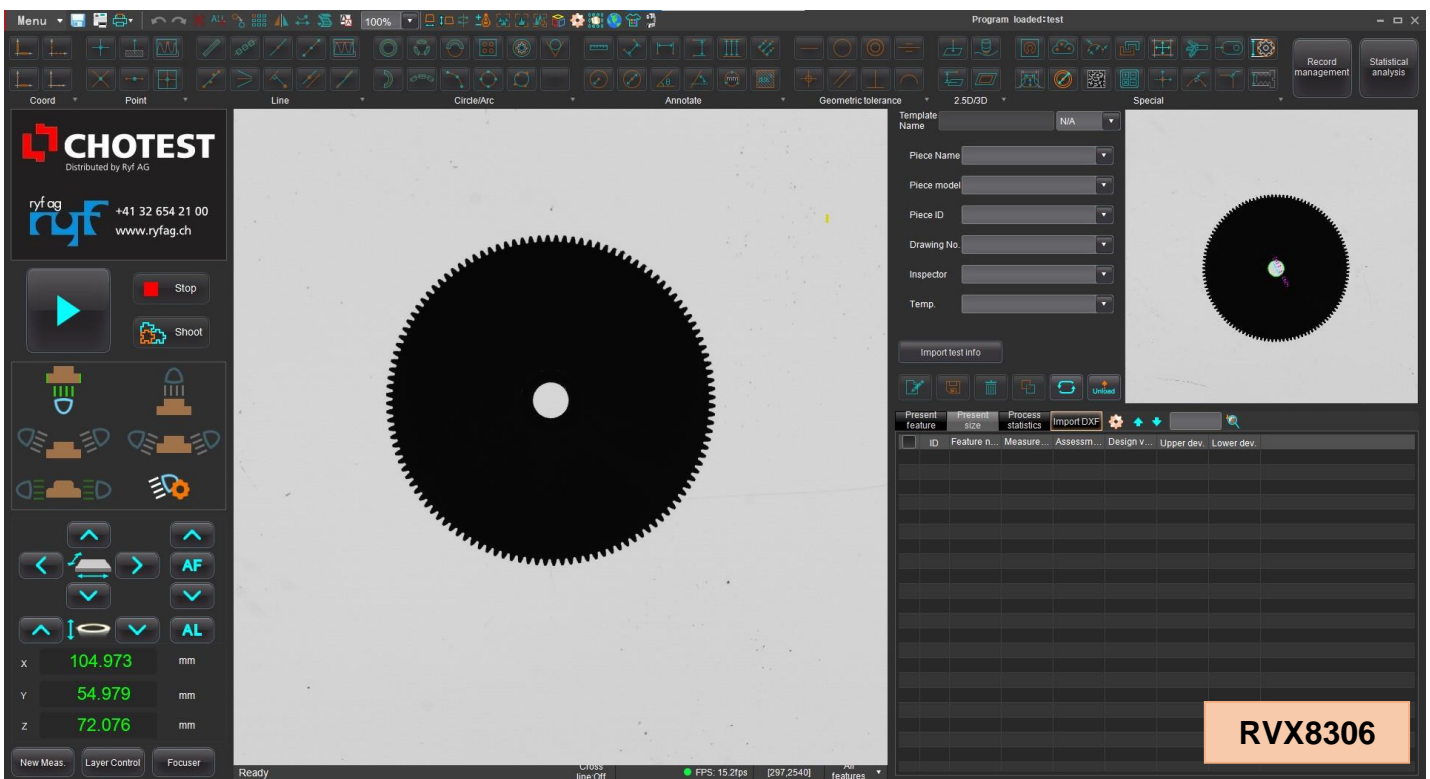 Menu
ALL
100%
Program loaded:test
Record
management
Statistical
analysis
Coord
Point
Line
Circle/Arc
Annotate
Geometric tolerance
2.5D/3D
Special
CHOTEST
Distributed by Ryf AG
ryf ag
ryf
+41 32 654 21 00
www.ryfag.ch
Stop
Shoot
AF
AL
X 104.973 mm
Y 54.979 mm
Z 72.076 mm
New Meas.
Layer Control
Focuser
Ready
Cross
line:Off
FPS: 15.2fps
[297,2540]
All
features
Template
Name
N/A
Piece Name
Piece model
Piece ID
Drawing No.
Inspector
Temp.
Import test info
Unload
Present
feature
Present
size
Process
statistics
Import DXF
ID
Feature n...
Measure...
Assessm...
Design v...
Upper dev.
Lower dev.
RVX8306